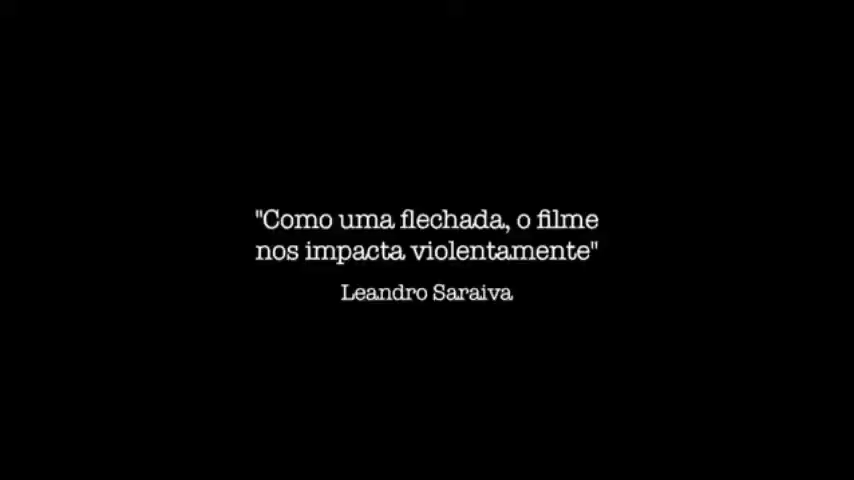 "Como uma flechada, o filme
nos impacta violentamente"
Leandro Saraiva